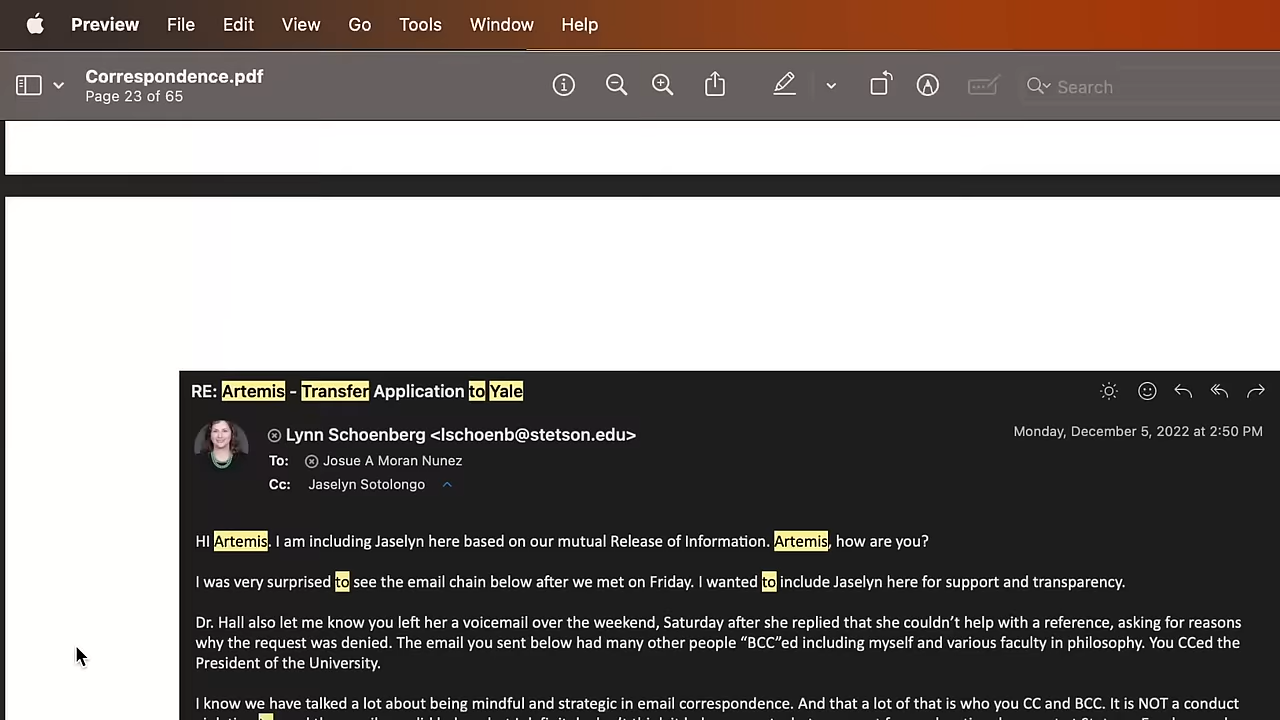 Preview File Edit View Go Tools Window Help
Correspondence.pdf
Page 23 of 65
Search
RE: Artemis - Transfer Application to Yale
Lynn Schoenberg <lschoenb@stetson.edu>
Monday, December 5, 2022 at 2:50 PM
To: Josue A Moran Nunez
Cc: Jaselyn Sotolongo
HI Artemis. I am including Jaselyn here based on our mutual Release of Information. Artemis, how are you?
I was very surprised to see the email chain below after we met on Friday. I wanted to include Jaselyn here for support and transparency.
Dr. Hall also let me know you left her a voicemail over the weekend, Saturday after she replied that she couldn't help with a reference, asking for reasons
why the request was denied. The email you sent below had many other people “BCC”ed including myself and various faculty in philosophy. You CCed the
President of the University.
I know we have talked a lot about being mindful and strategic in email correspondence. And that a lot of that is who you CC and BCC. It is NOT a conduct